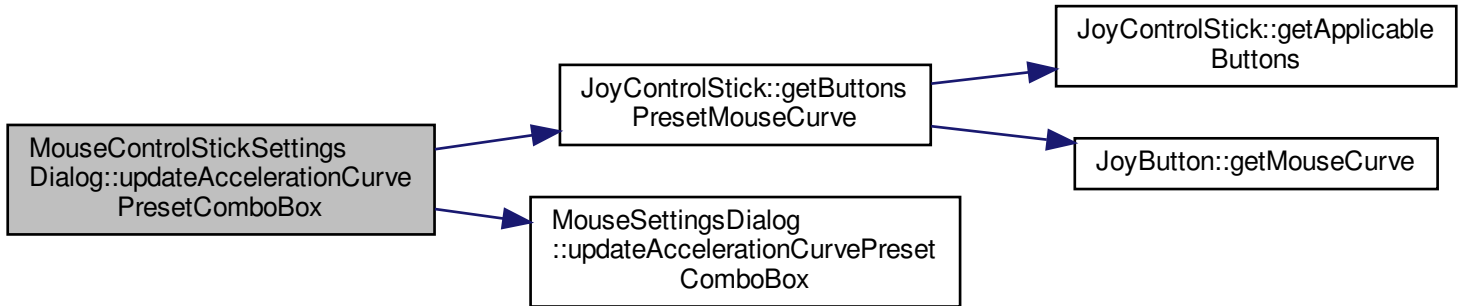 MouseControlStickSettings
Dialog::updateAccelerationCurve
PresetComboBox
JoyControlStick::getButtons
PresetMouseCurve
MouseSettingsDialog
::updateAccelerationCurvePreset
ComboBox
JoyControlStick::getApplicable
Buttons
JoyButton::getMouseCurve